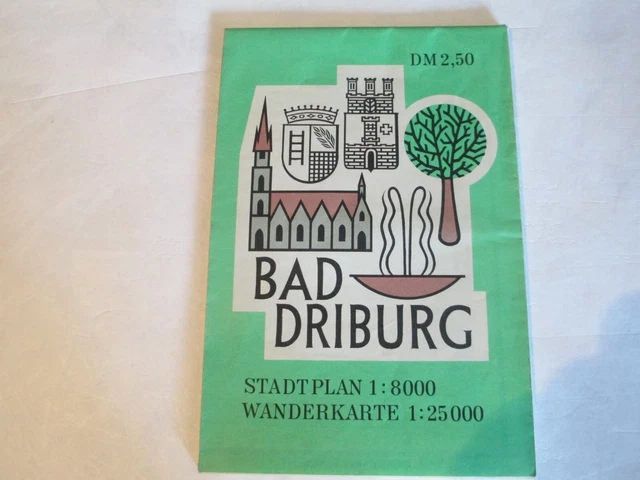 DM 2,50
BAD
DRIBURG
STADTPLAN 1:8000
WANDERKARTE 1:25000